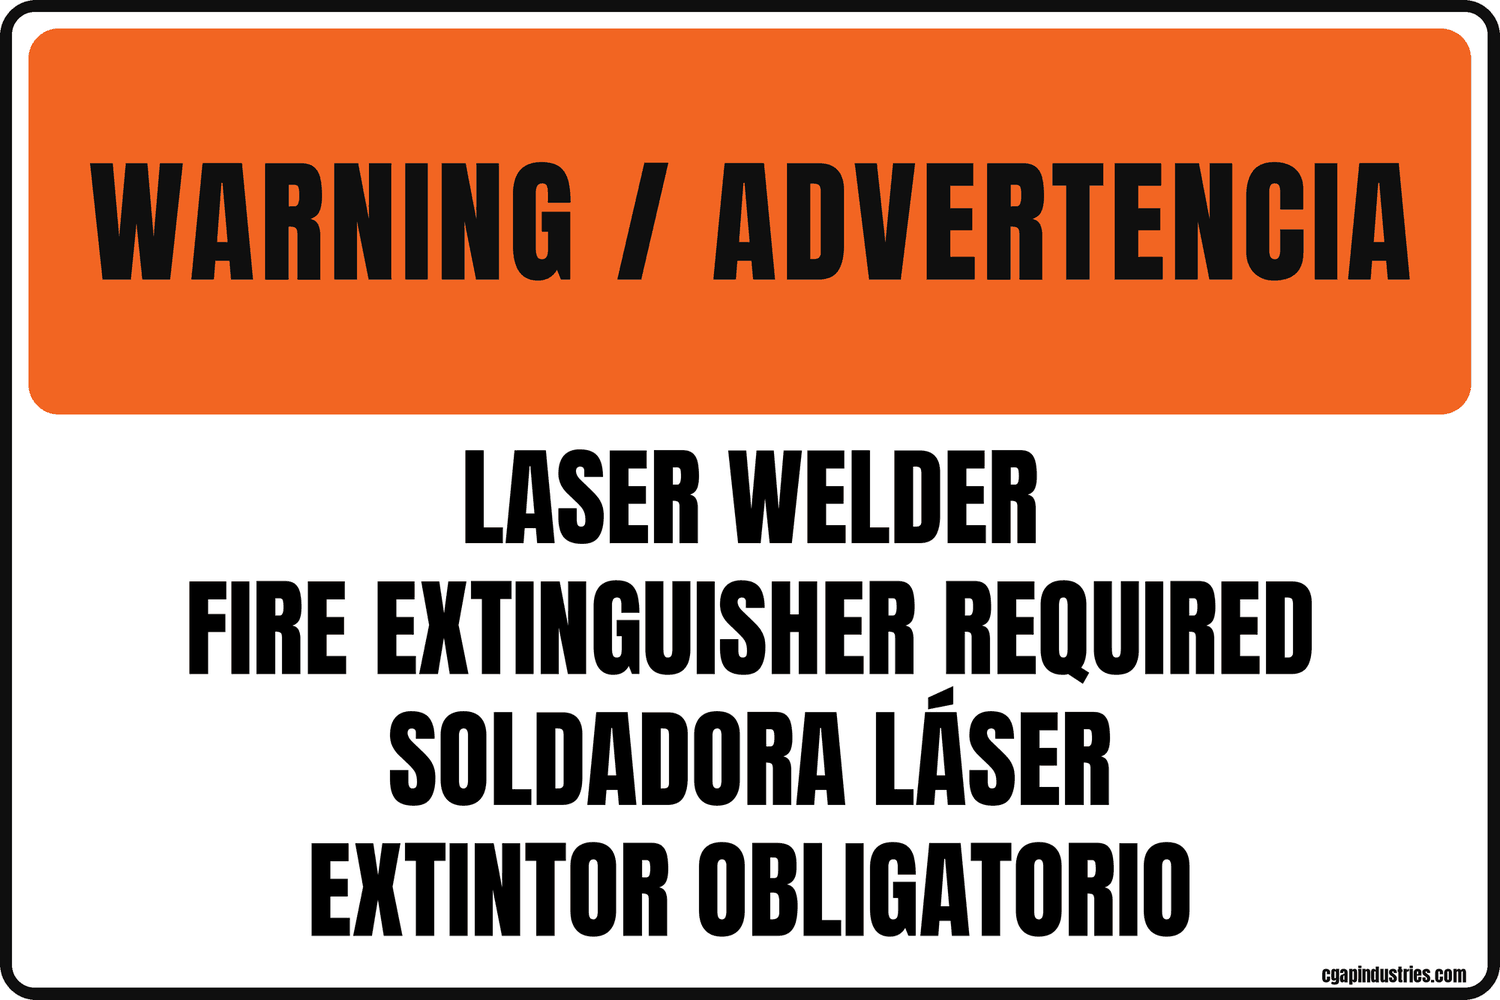 WARNING / ADVERTENCIA
LASER WELDER
FIRE EXTINGUISHER REQUIRED
SOLDADORA LÁSER
EXTINTOR OBLIGATORIO
cgapindustries.com